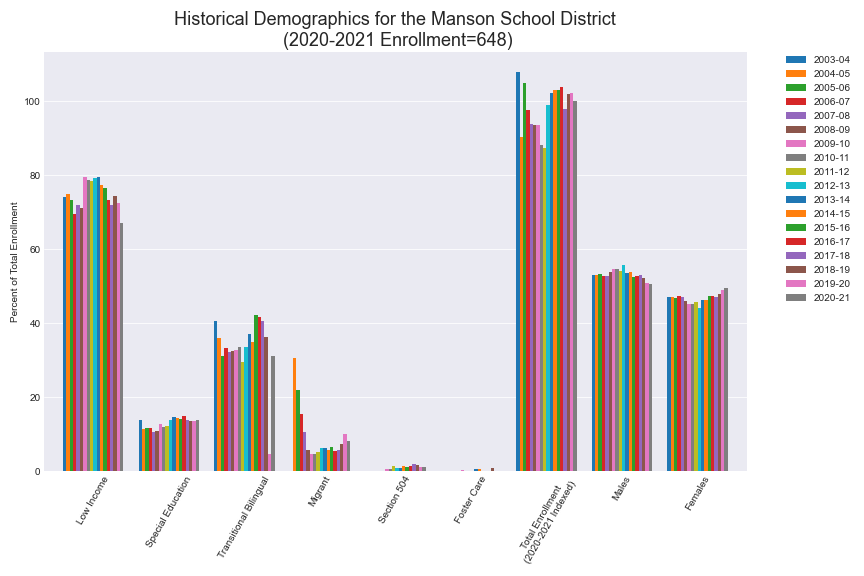 Historical Demographics for the Manson School District
(2020-2021 Enrollment=648)
Percent of Total Enrollment
100
80
60
40
20
0
Low Income
Special Education
Transitional Bilingual
Migrant
Section 504
Foster Care
Total Enrollment
(2020-2021 Indexed)
Males
Females
2003-04
2004-05
2005-06
2006-07
2007-08
2008-09
2009-10
2010-11
2011-12
2012-13
2013-14
2014-15
2015-16
2016-17
2017-18
2018-19
2019-20
2020-21